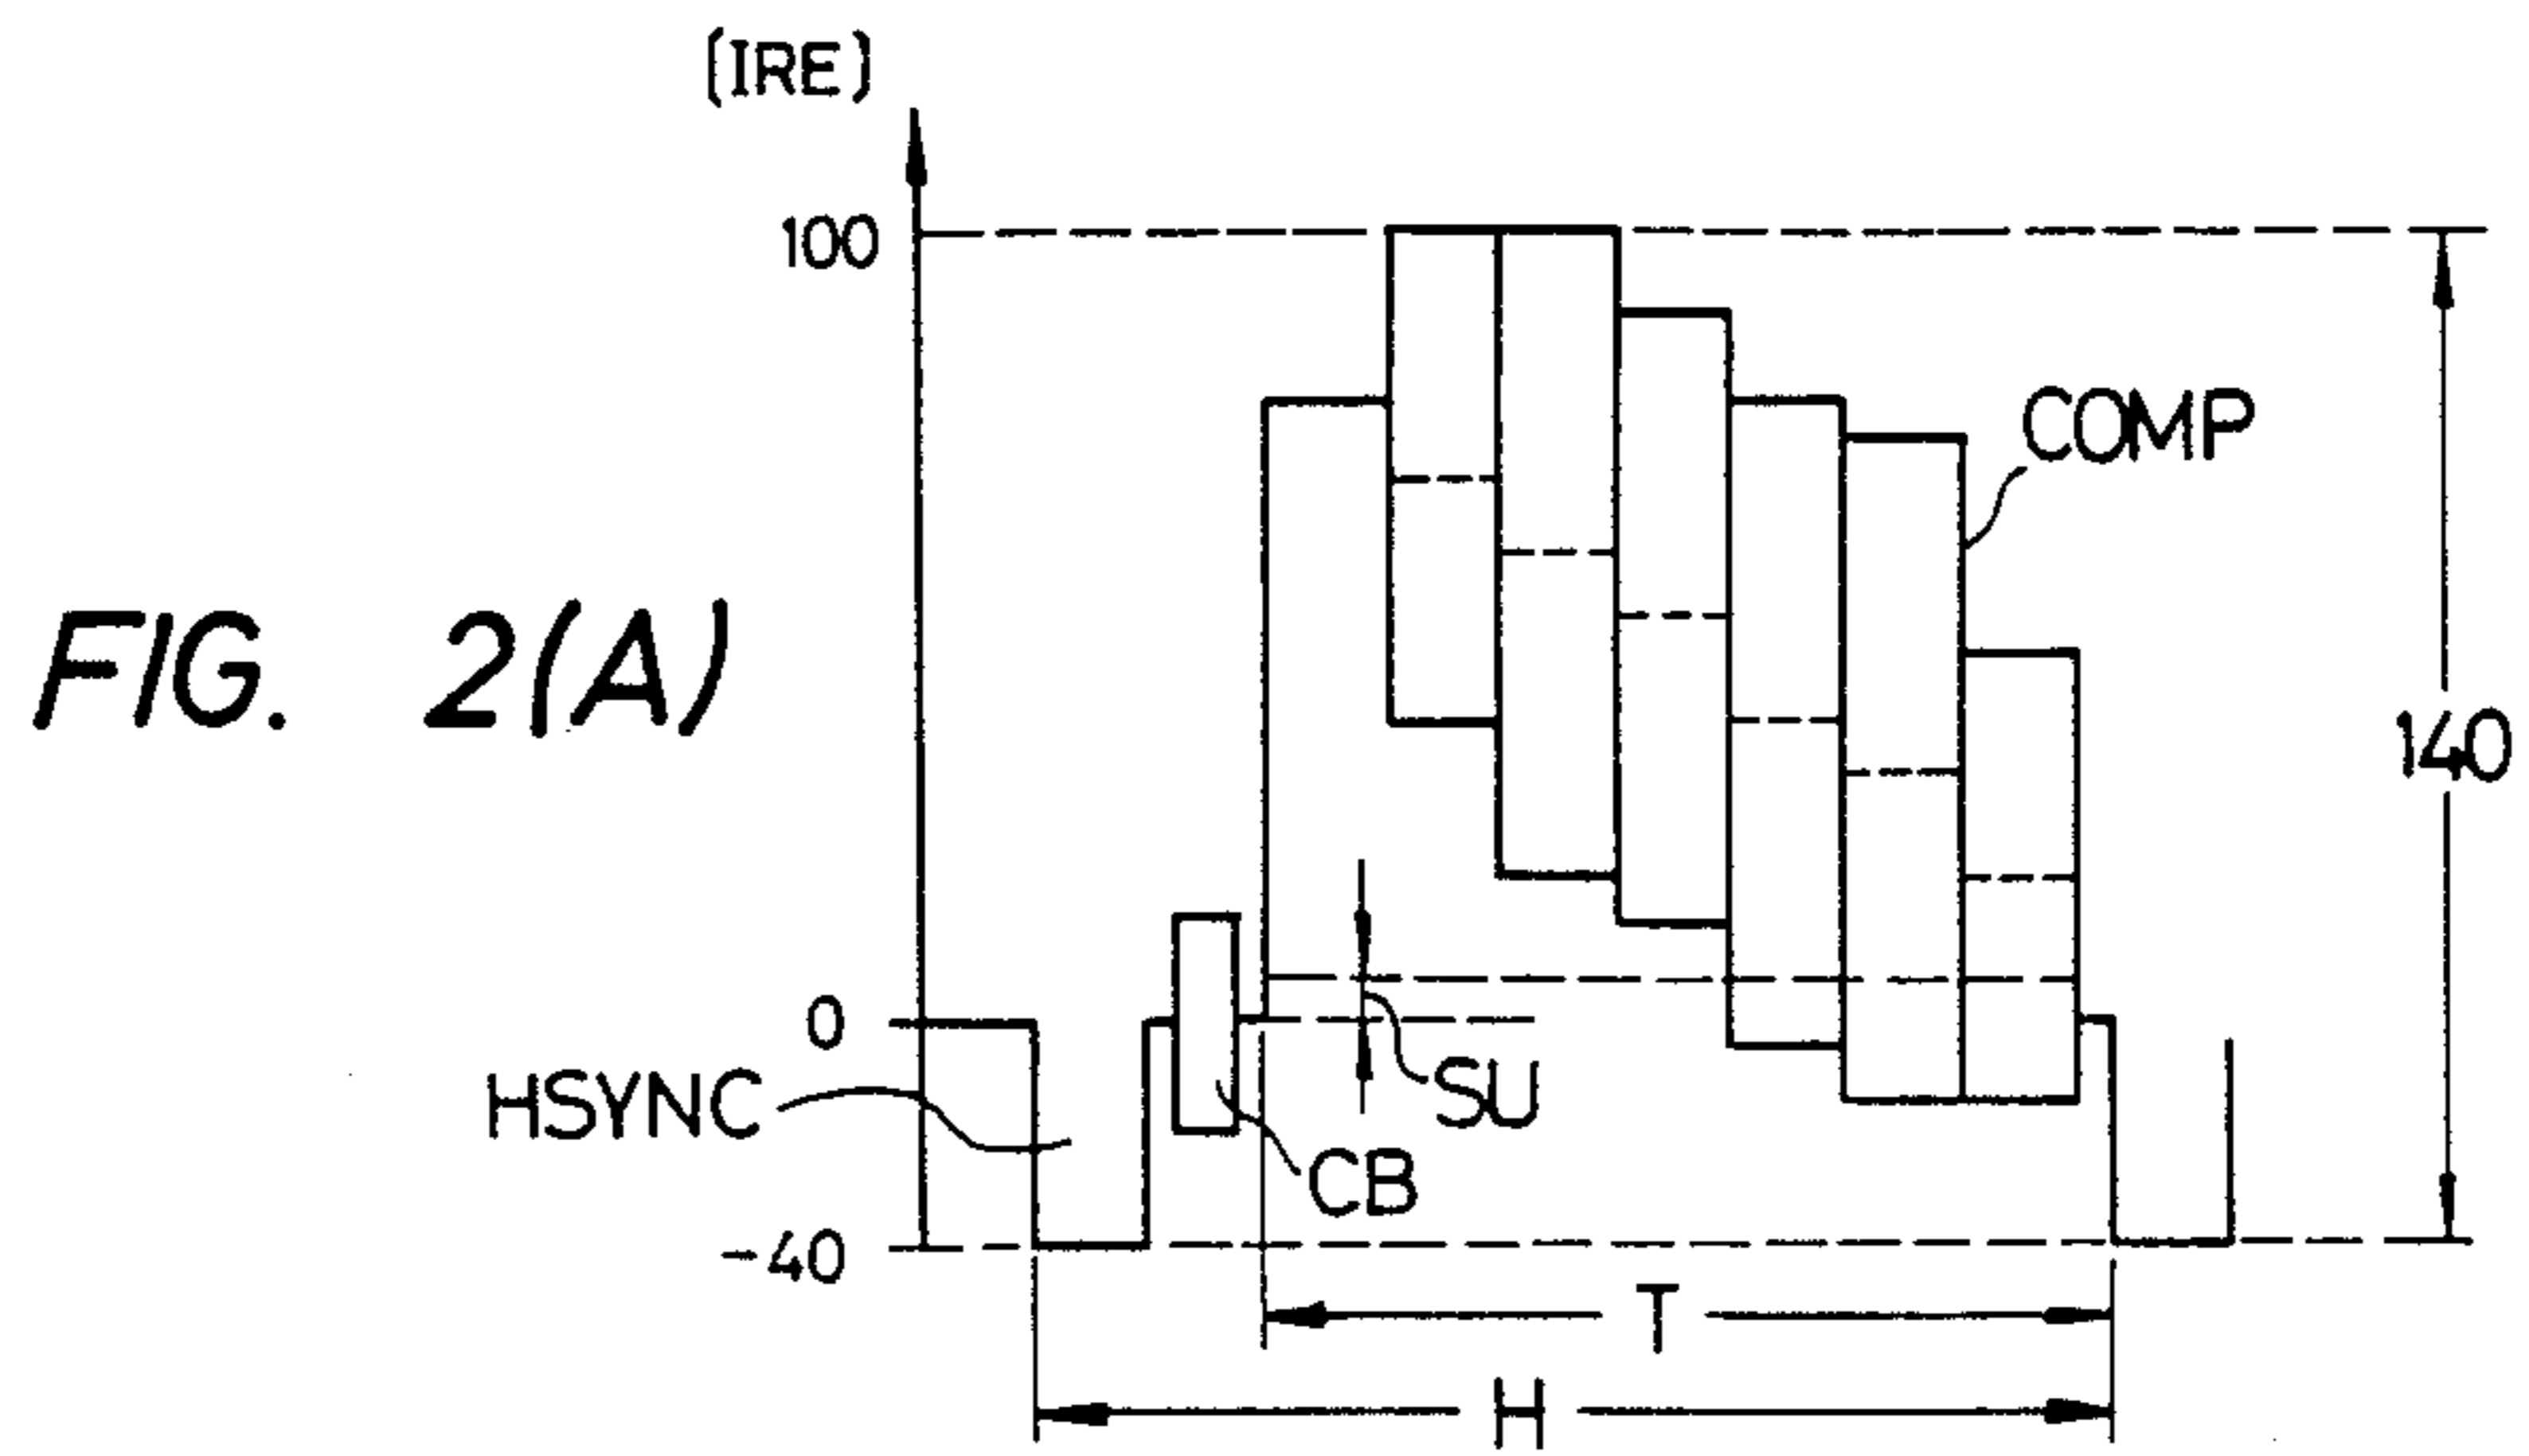 (IRE)
100
COMP
FIG. 2(A)
140
0
HSYNC
SU
CB
-40
T
H